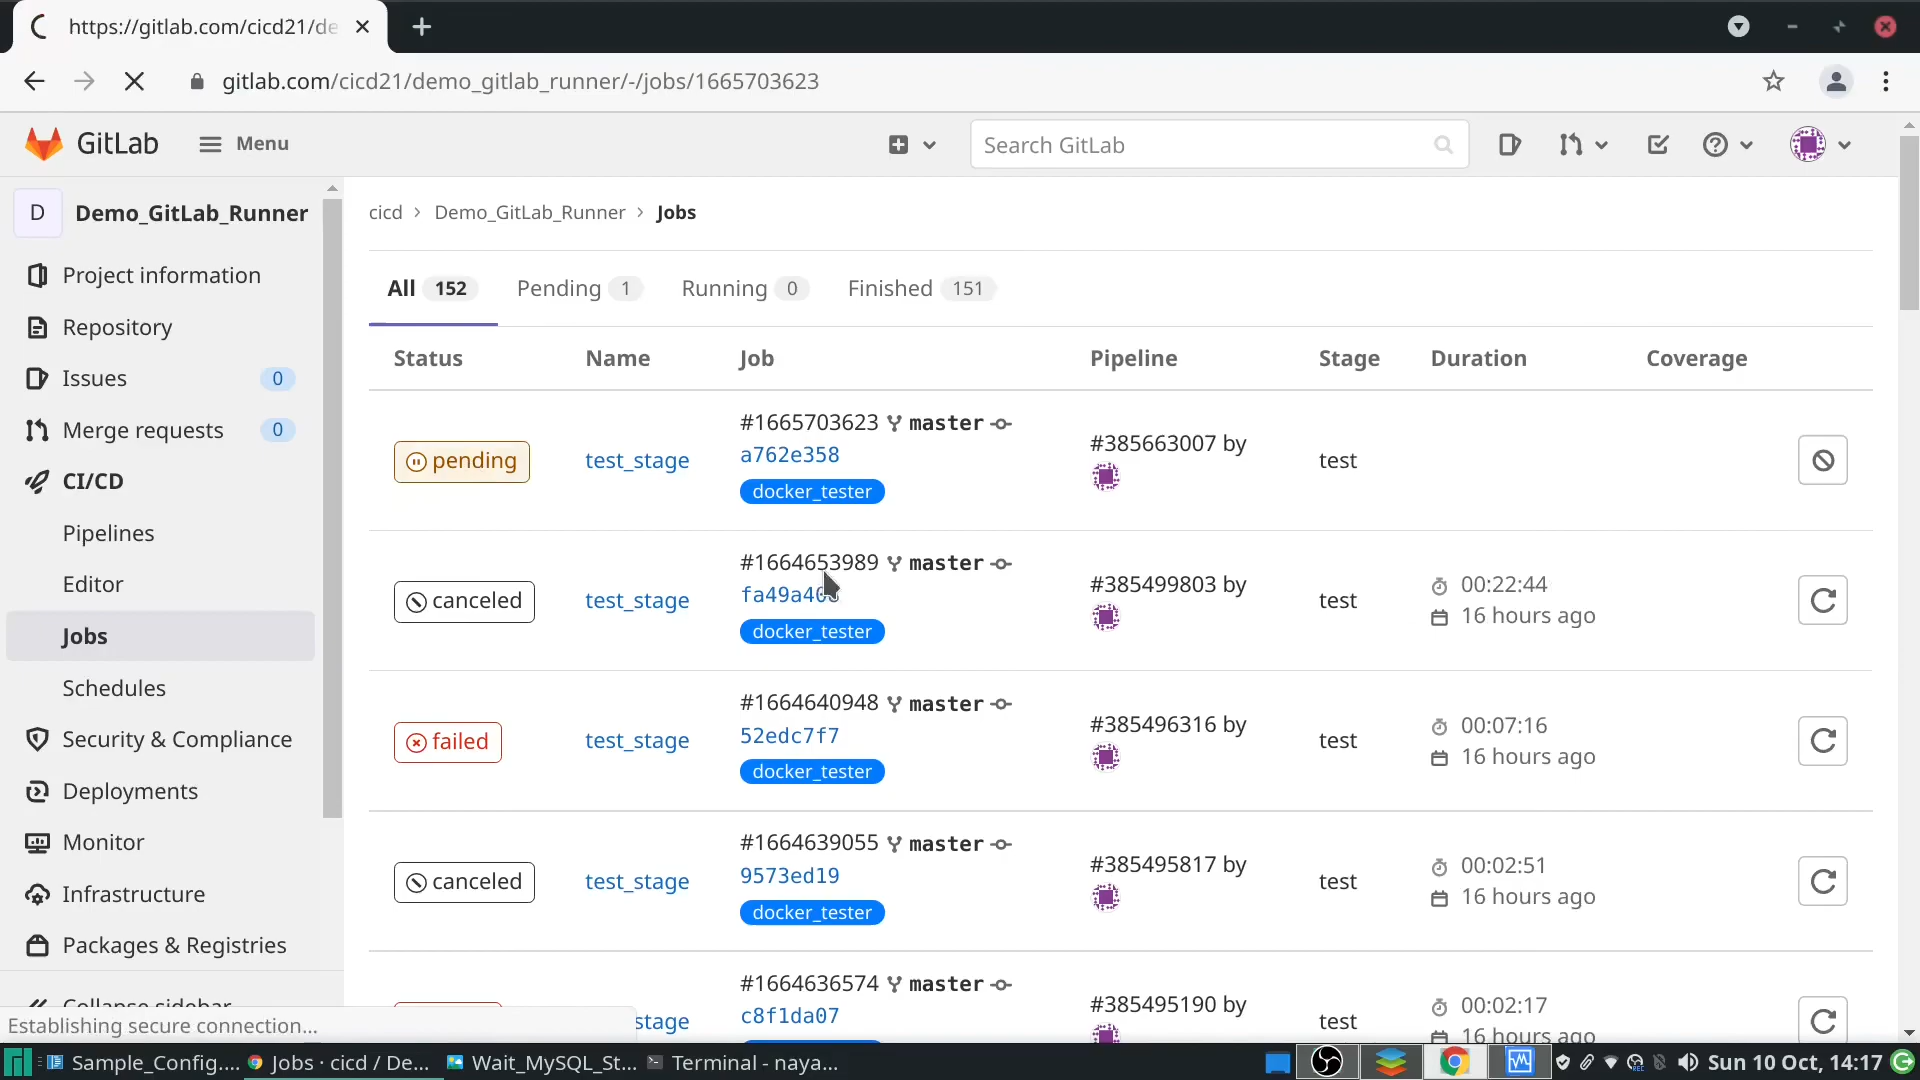 https://gitlab.com/cicd21/de
gitlab.com/cicd21/demo_gitlab_runner/-/jobs/1665703623
GitLab Menu Search GitLab
D Demo_GitLab_Runner
Project information
Repository
Issues 0
Merge requests 0
CI/CD
Pipelines
Editor
Jobs
Schedules
Security & Compliance
Deployments
Monitor
Infrastructure
Packages & Registries
Collapse sidebar
cicd › Demo_GitLab_Runner › Jobs
All 152 Pending 1 Running 0 Finished 151
Status Name Job Pipeline Stage Duration Coverage
pending test_stage #1665703623 master
a762e358
docker_tester
#385663007 by
test
canceled test_stage #1664653989 master
fa49a40
docker_tester
#385499803 by
test
00:22:44
16 hours ago
failed test_stage #1664640948 master
52edc7f7
docker_tester
#385496316 by
test
00:07:16
16 hours ago
canceled test_stage #1664639055 master
9573ed19
docker_tester
#385495817 by
test
00:02:51
16 hours ago
stage #1664636574 master
c8f1da07
#385495190 by
test
00:02:17
16 hours ago
Establishing secure connection...
Sample_Config.... Jobs · cicd / De... Wait_MySQL_St... Terminal - naya... Sun 10 Oct, 14:17